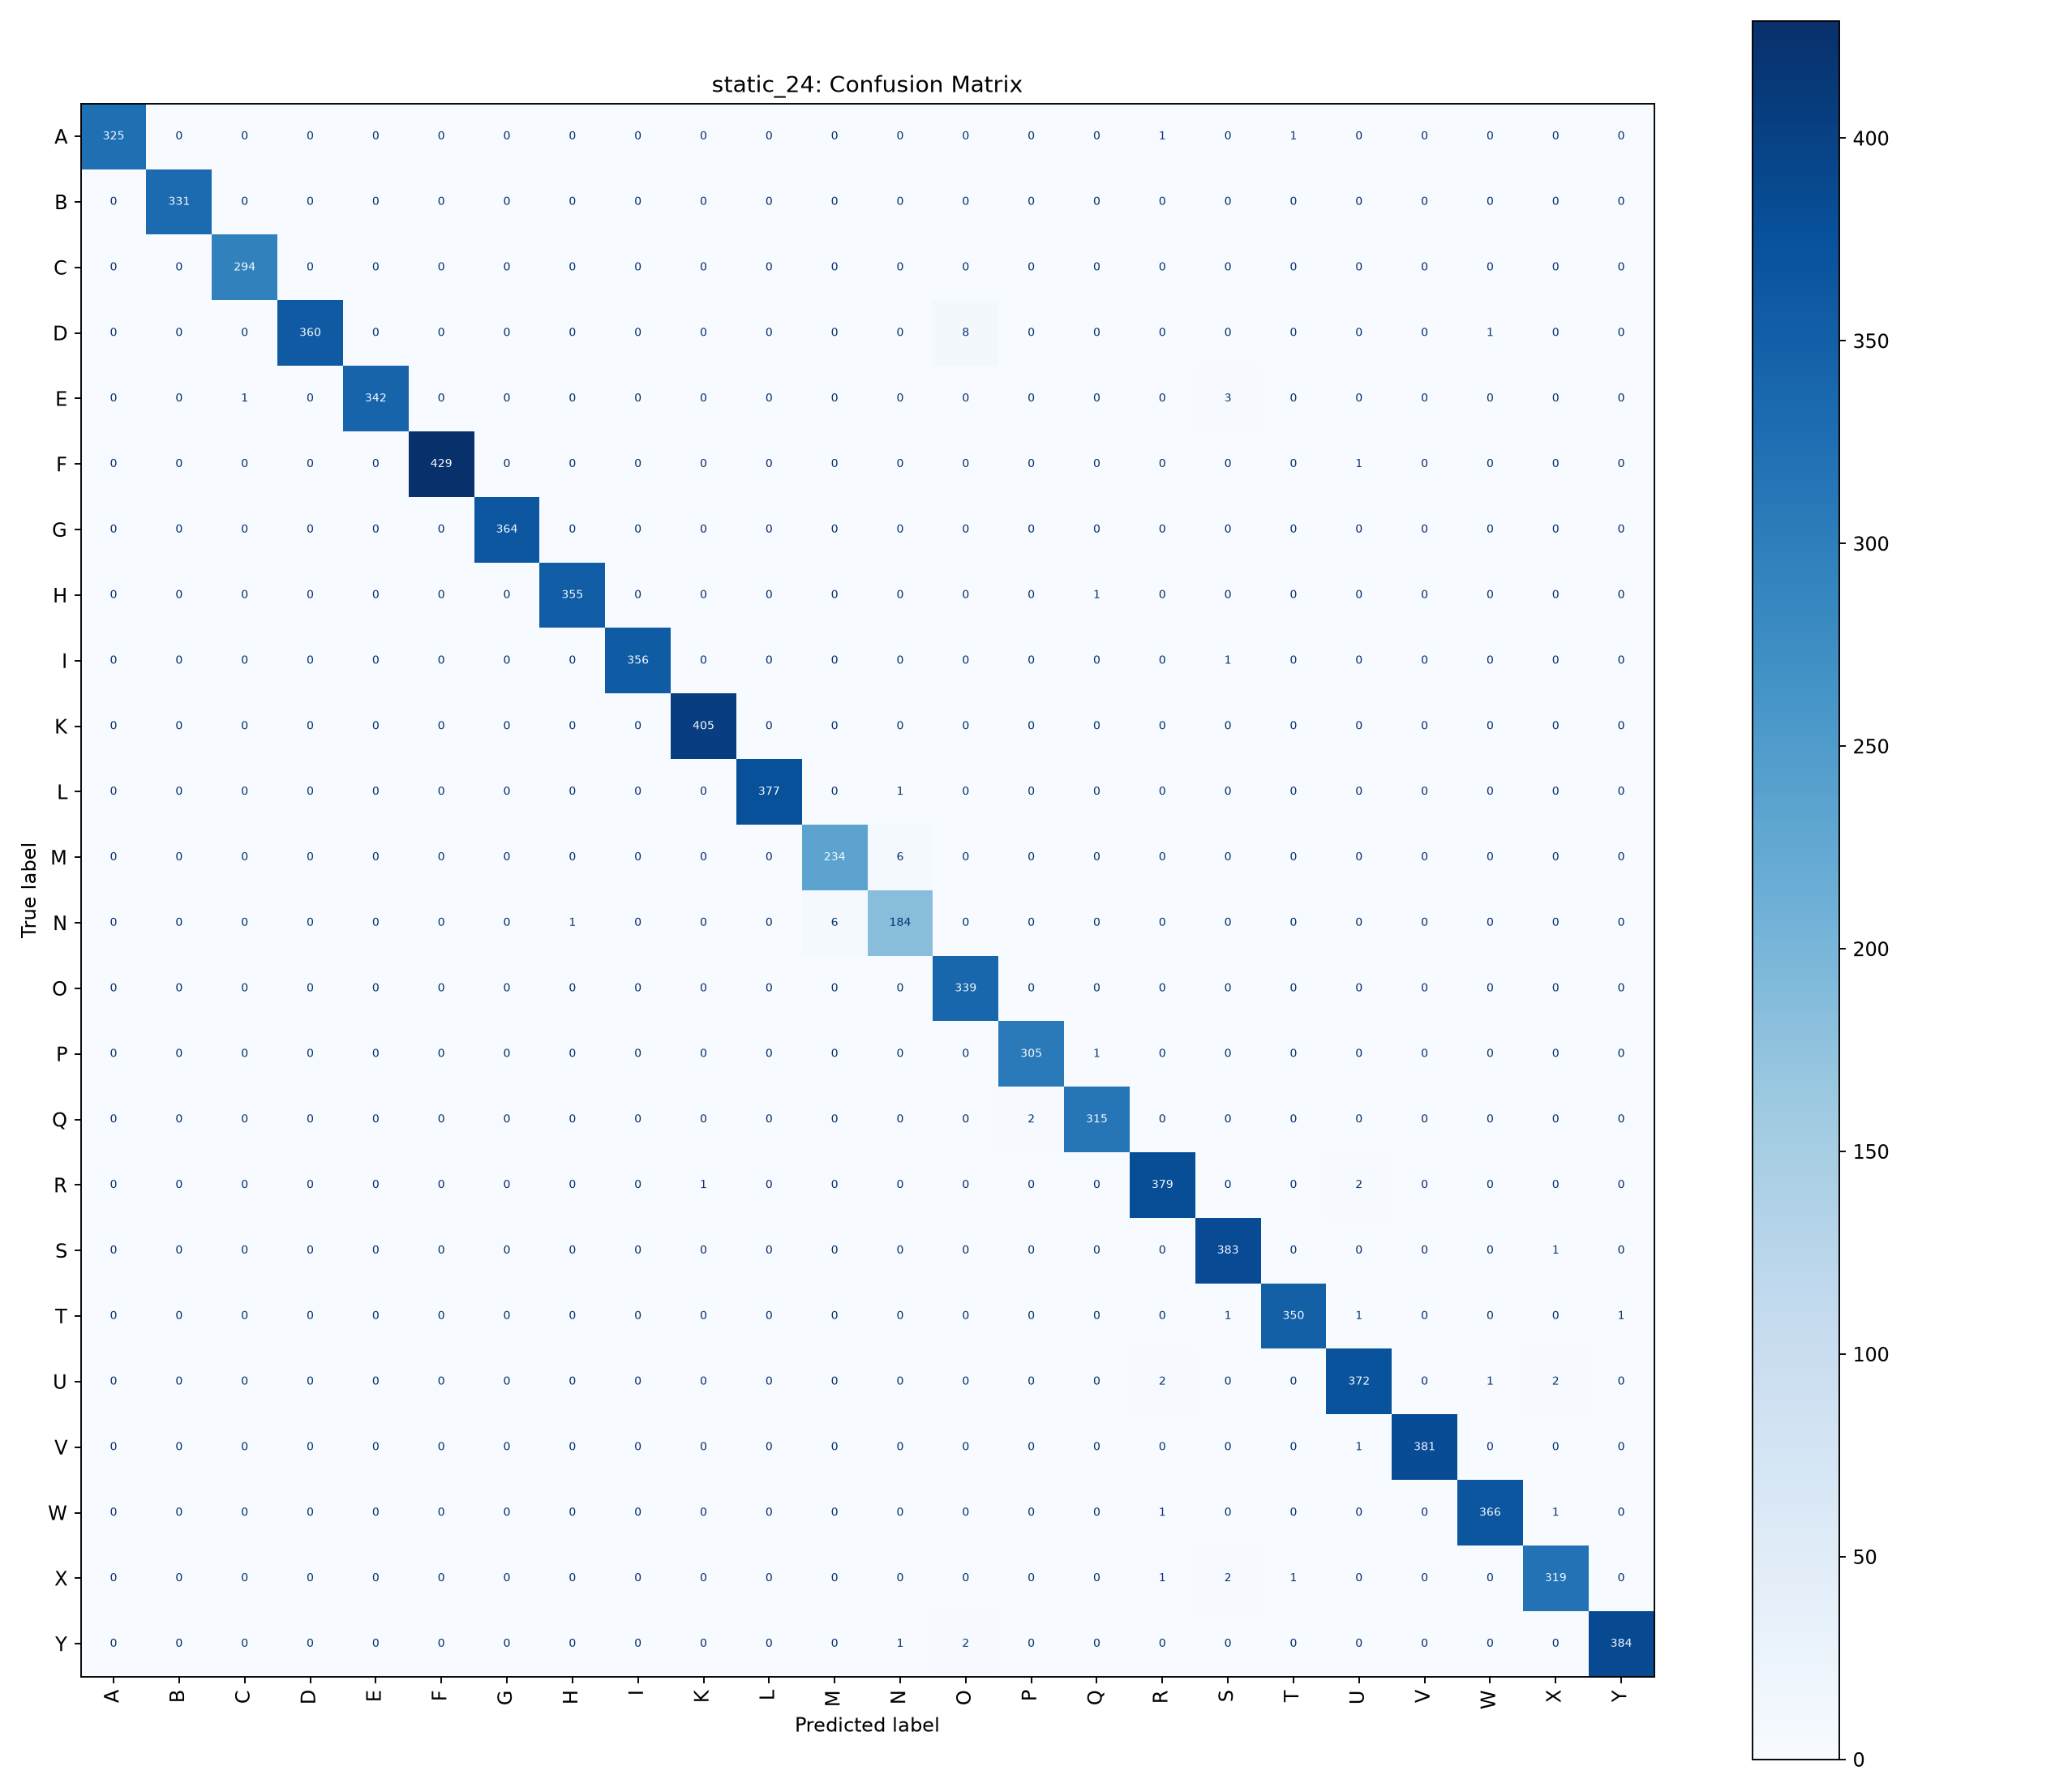 static_24: Confusion Matrix
A 325 0 0 0 0 0 0 0 0 0 0 0 0 0 0 0 1 0 1 0 0 0 0 0
B 0 331 0 0 0 0 0 0 0 0 0 0 0 0 0 0 0 0 0 0 0 0 0 0
C 0 0 294 0 0 0 0 0 0 0 0 0 0 0 0 0 0 0 0 0 0 0 0 0
D 0 0 0 360 0 0 0 0 0 0 0 0 0 8 0 0 0 0 0 0 0 1 0 0
E 0 0 1 0 342 0 0 0 0 0 0 0 0 0 0 0 0 3 0 0 0 0 0 0
F 0 0 0 0 0 429 0 0 0 0 0 0 0 0 0 0 0 0 0 1 0 0 0 0
G 0 0 0 0 0 0 364 0 0 0 0 0 0 0 0 0 0 0 0 0 0 0 0 0
H 0 0 0 0 0 0 0 355 0 0 0 0 0 0 0 1 0 0 0 0 0 0 0 0
I 0 0 0 0 0 0 0 0 356 0 0 0 0 0 0 0 0 1 0 0 0 0 0 0
K 0 0 0 0 0 0 0 0 0 405 0 0 0 0 0 0 0 0 0 0 0 0 0 0
L 0 0 0 0 0 0 0 0 0 0 377 0 1 0 0 0 0 0 0 0 0 0 0 0
M 0 0 0 0 0 0 0 0 0 0 0 234 6 0 0 0 0 0 0 0 0 0 0 0
N 0 0 0 0 0 0 0 1 0 0 0 6 184 0 0 0 0 0 0 0 0 0 0 0
O 0 0 0 0 0 0 0 0 0 0 0 0 0 339 0 0 0 0 0 0 0 0 0 0
P 0 0 0 0 0 0 0 0 0 0 0 0 0 0 305 1 0 0 0 0 0 0 0 0
Q 0 0 0 0 0 0 0 0 0 0 0 0 0 0 2 315 0 0 0 0 0 0 0 0
R 0 0 0 0 0 0 0 0 0 1 0 0 0 0 0 0 379 0 0 2 0 0 0 0
S 0 0 0 0 0 0 0 0 0 0 0 0 0 0 0 0 0 383 0 0 0 0 1 0
T 0 0 0 0 0 0 0 0 0 0 0 0 0 0 0 0 0 1 350 1 0 0 0 1
U 0 0 0 0 0 0 0 0 0 0 0 0 0 0 0 0 2 0 0 372 0 1 2 0
V 0 0 0 0 0 0 0 0 0 0 0 0 0 0 0 0 0 0 0 1 381 0 0 0
W 0 0 0 0 0 0 0 0 0 0 0 0 0 0 0 0 1 0 0 0 0 366 1 0
X 0 0 0 0 0 0 0 0 0 0 0 0 0 0 0 0 1 2 1 0 0 0 319 0
Y 0 0 0 0 0 0 0 0 0 0 0 0 1 2 0 0 0 0 0 0 0 0 0 384
A B C D E F G H I K L M N O P Q R S T U V W X Y
Predicted label
True label
400
350
300
250
200
150
100
50
0